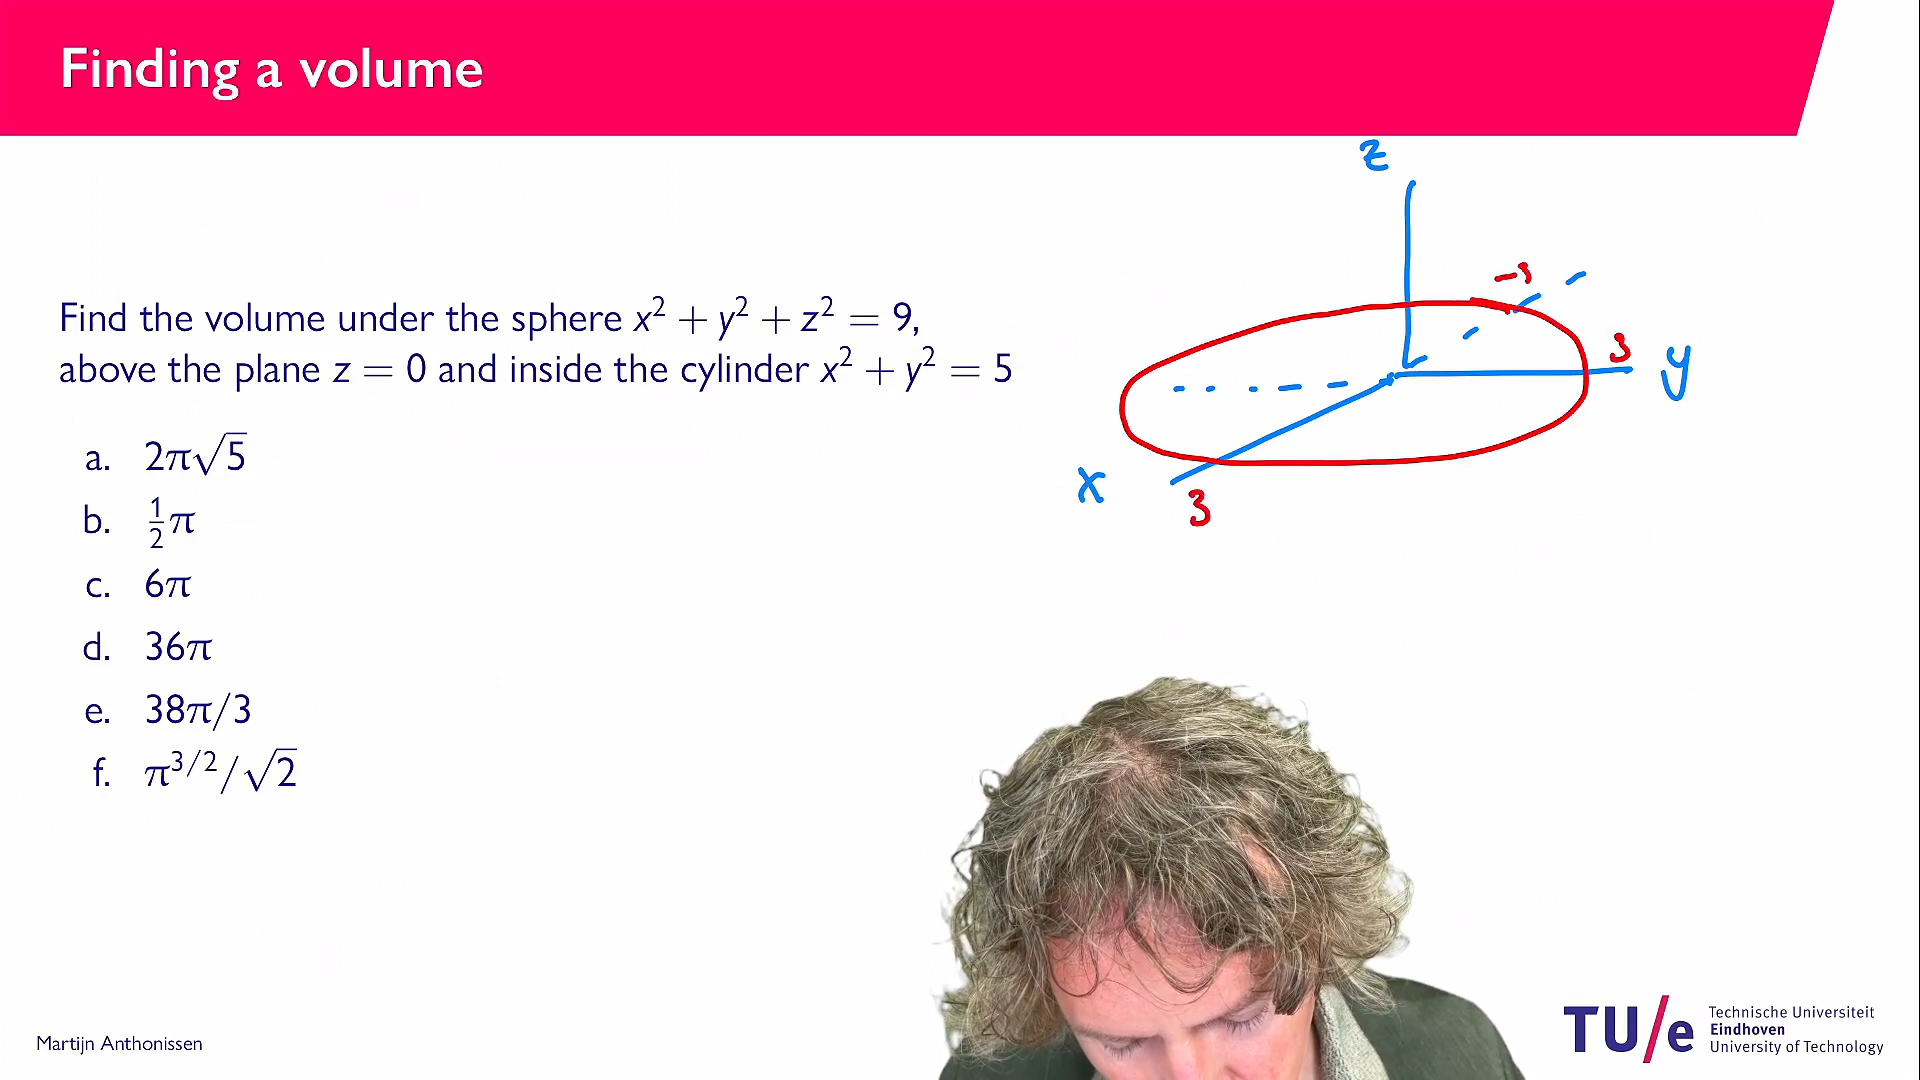 Finding a volume
Find the volume under the sphere x² + y² + z² = 9,
above the plane z = 0 and inside the cylinder x² + y² = 5
a. 2π√5
b. ½π
c. 6π
d. 36π
e. 38π/3
f. π^{3/2}/√2
z
-3
3
y
x
3
Martijn Anthonissen
TU/e
Technische Universiteit
Eindhoven
University of Technology